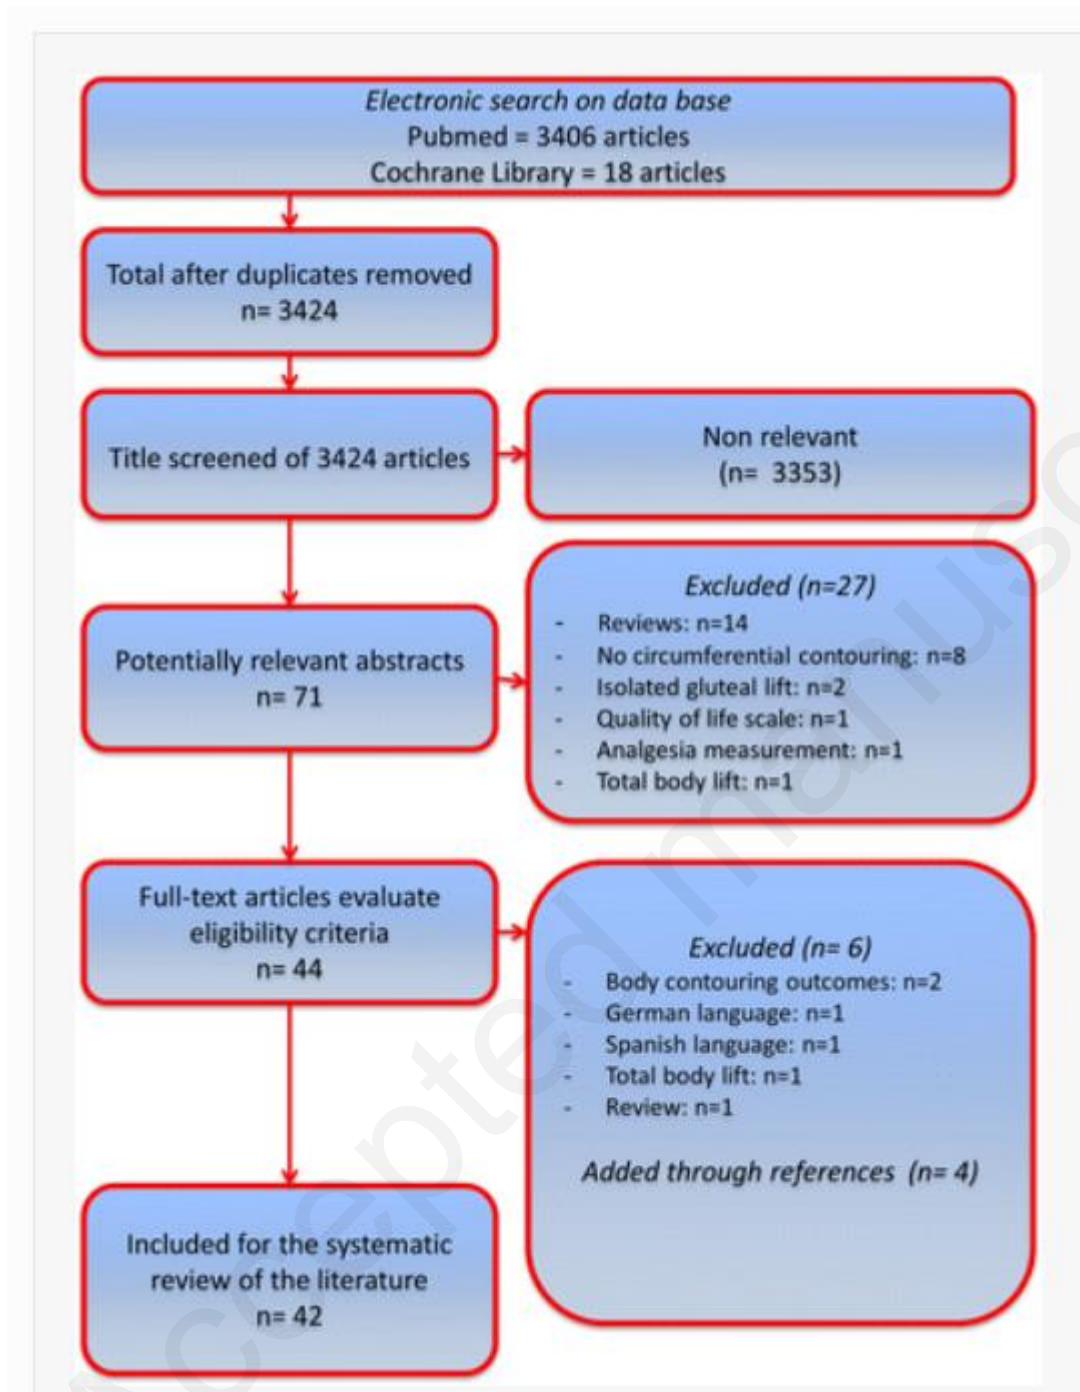 Electronic search on data base
Pubmed = 3406 articles
Cochrane Library = 18 articles
Total after duplicates removed
n= 3424
Title screened of 3424 articles
Non relevant
(n= 3353)
Potentially relevant abstracts
n= 71
Excluded (n=27)
- Reviews: n=14
- No circumferential contouring: n=8
- Isolated gluteal lift: n=2
- Quality of life scale: n=1
- Analgesia measurement: n=1
- Total body lift: n=1
Full-text articles evaluate
eligibility criteria
n= 44
Excluded (n= 6)
- Body contouring outcomes: n=2
- German language: n=1
- Spanish language: n=1
- Total body lift: n=1
- Review: n=1
Added through references (n= 4)
Included for the systematic
review of the literature
n= 42
Accepted manusc